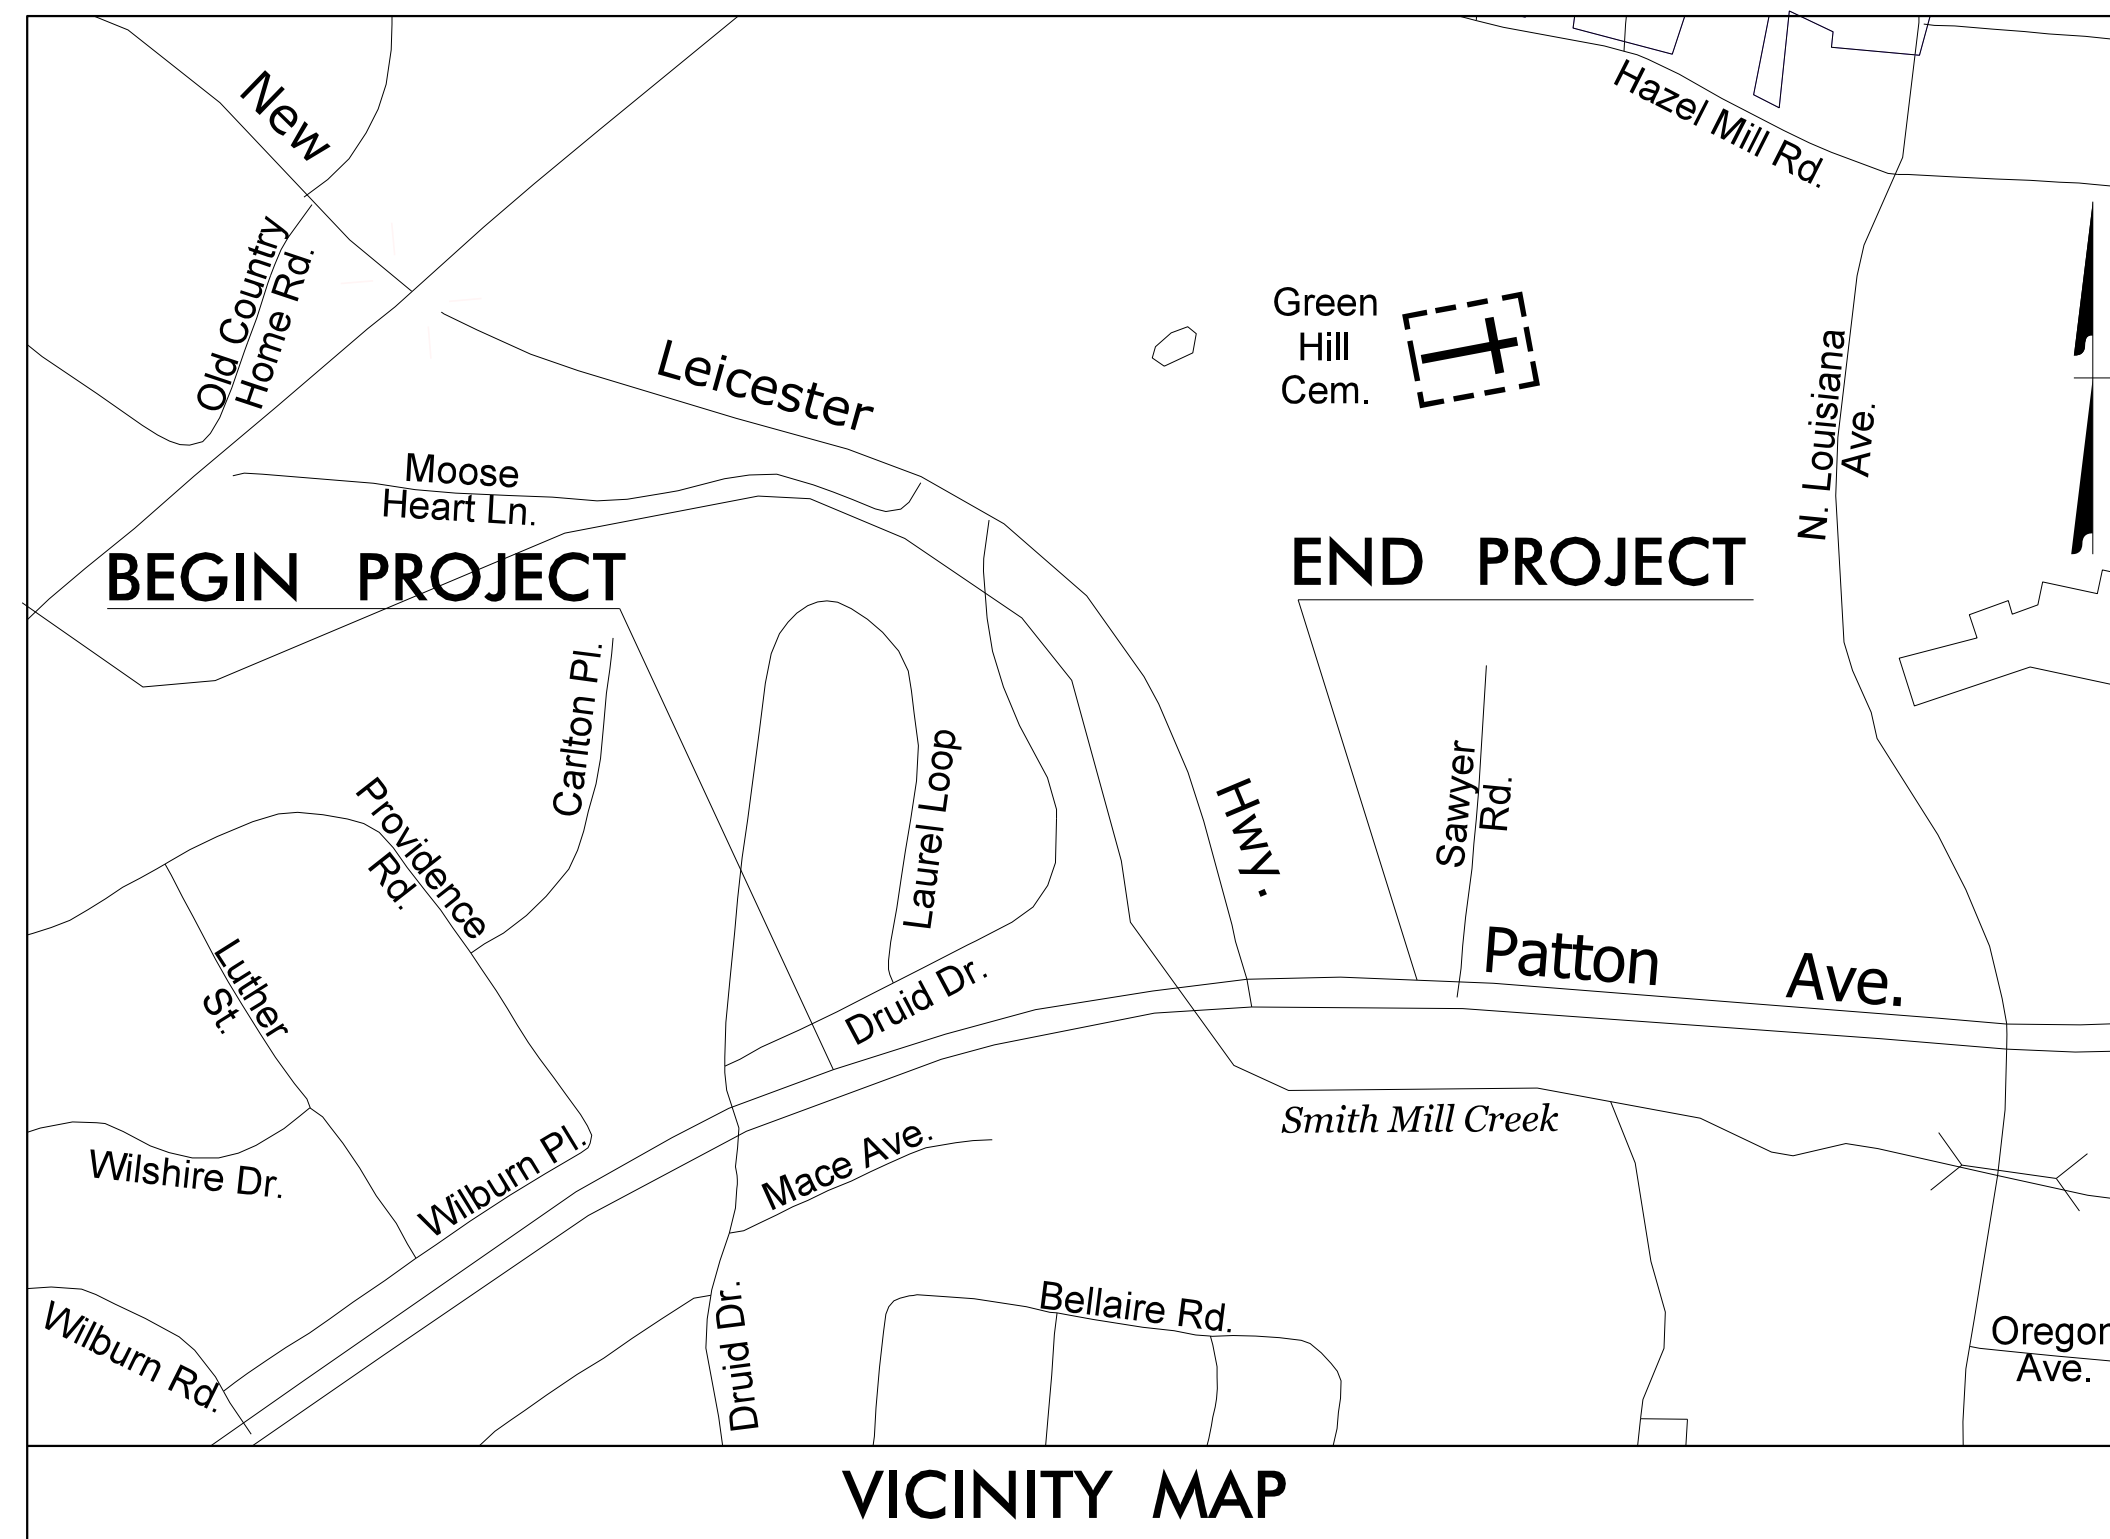 New
Hazel Mill Rd.
Old Country
Home Rd.
Green
Hill
Cem.
Leicester
N. Louisiana
Ave.
Moose
Heart Ln.
BEGIN PROJECT
END PROJECT
Carlton Pl.
Laurel Loop
Hwy.
Sawyer
Rd.
Providence
Rd.
Luther
St.
Druid Dr.
Patton Ave.
Smith Mill Creek
Wilshire Dr.
Wilburn Pl.
Mace Ave.
Wilburn Rd.
Druid Dr.
Bellaire Rd.
Oregor
Ave.
VICINITY MAP